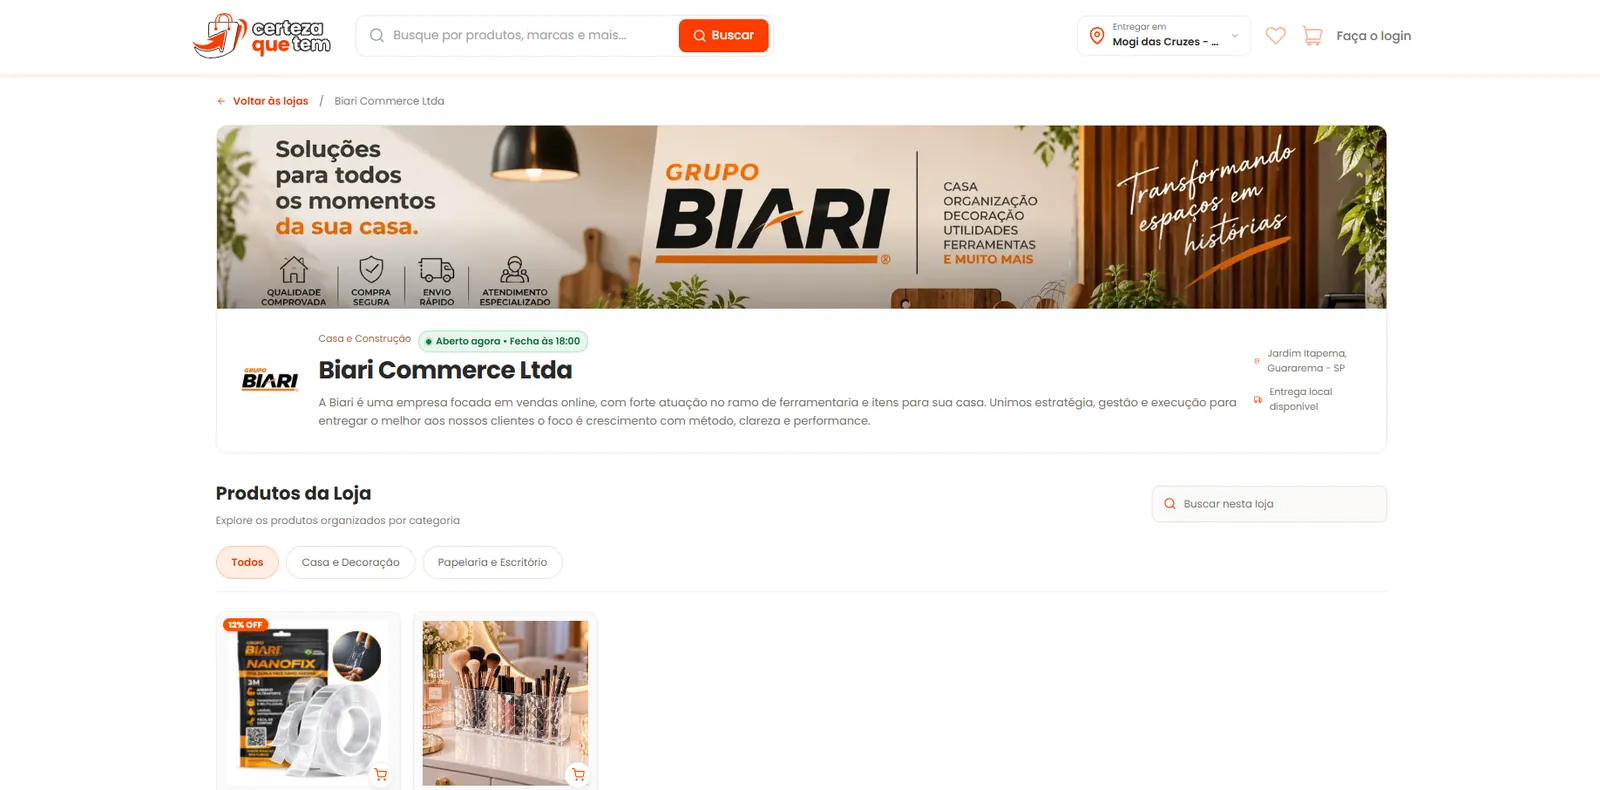 certeza
que tem
Busque por produtos, marcas e mais...
Buscar
Entregar em
Mogi das Cruzes - ...
Faça o login
Voltar às lojas / Biari Commerce Ltda
Soluções
para todos
os momentos
da sua casa.
QUALIDADE
COMPROVADA
COMPRA
SEGURA
ENVIO
RÁPIDO
ATENDIMENTO
ESPECIALIZADO
GRUPO
BIARI
®
CASA
ORGANIZAÇÃO
DECORAÇÃO
UTILIDADES
FERRAMENTAS
E MUITO MAIS
Transformando
espaços em
histórias
GRUPO
BIARI
Casa e Construção
Aberto agora • Fecha às 18:00
Biari Commerce Ltda
A Biari é uma empresa focada em vendas online, com forte atuação no ramo de ferramentaria e itens para sua casa. Unimos estratégia, gestão e execução para
entregar o melhor aos nossos clientes o foco é crescimento com método, clareza e performance.
Jardim Itapema,
Guararema - SP
Entrega local
disponível
Produtos da Loja
Explore os produtos organizados por categoria
Buscar nesta loja
Todos
Casa e Decoração
Papelaria e Escritório
12% OFF
GRUPO
BIARI
NANOFIX
3M